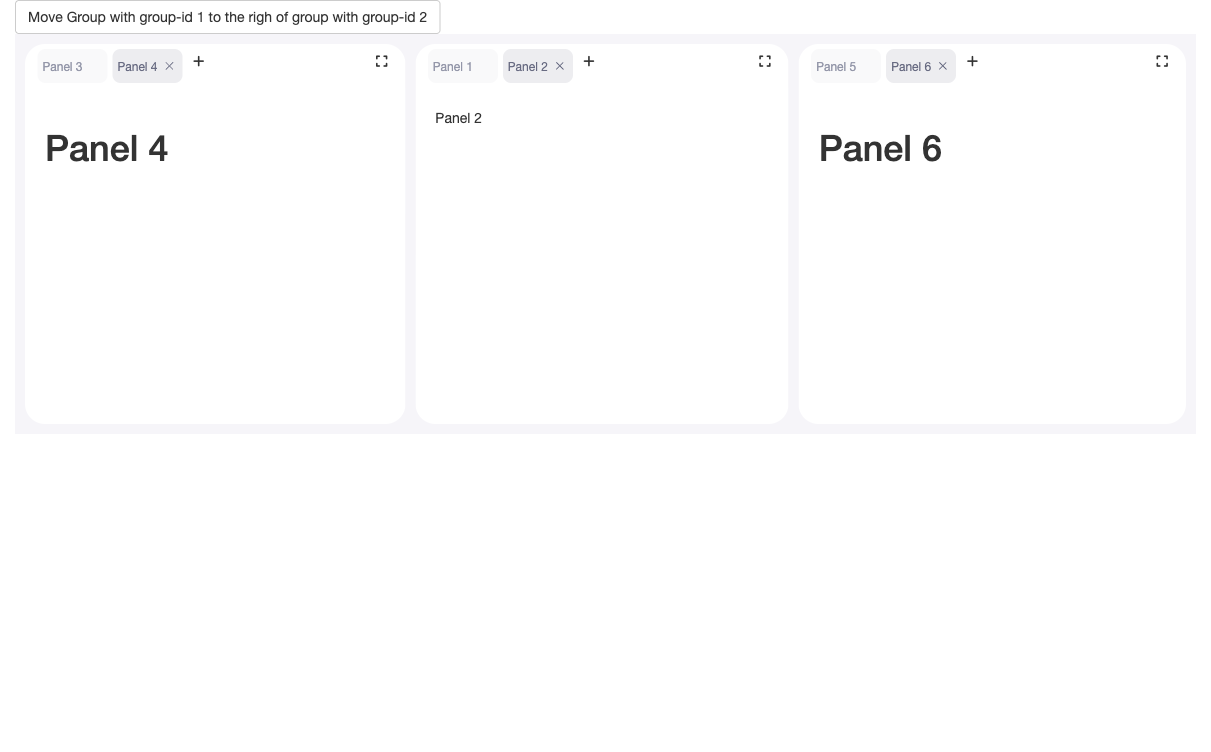 Move Group with group-id 1 to the righ of group with group-id 2
Panel 3 Panel 4 Panel 1 Panel 2 Panel 5 Panel 6
Panel 4
Panel 2
Panel 6